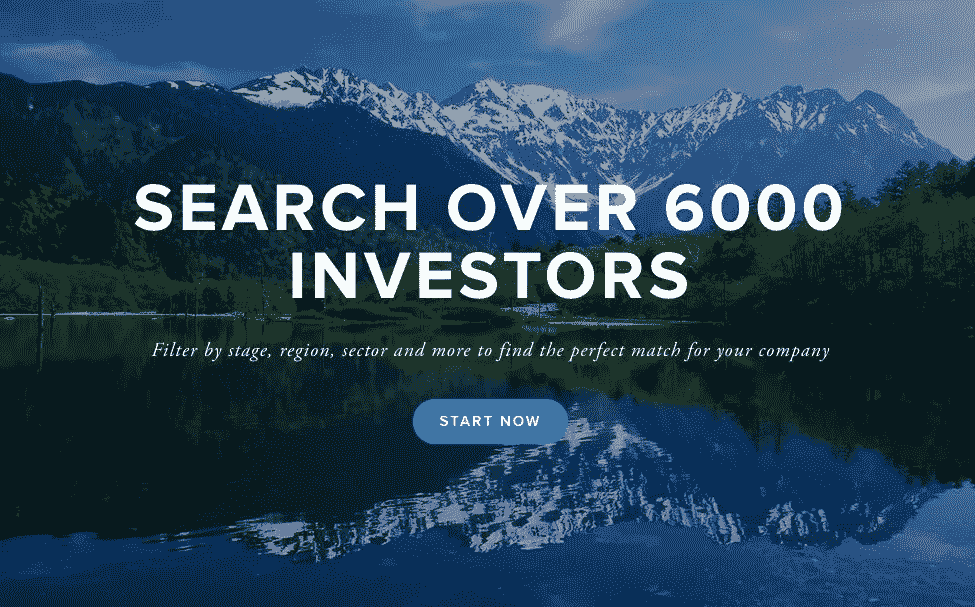 SEARCH OVER 6000
INVESTORS
Filter by stage, region, sector and more to find the perfect match for your company
START NOW